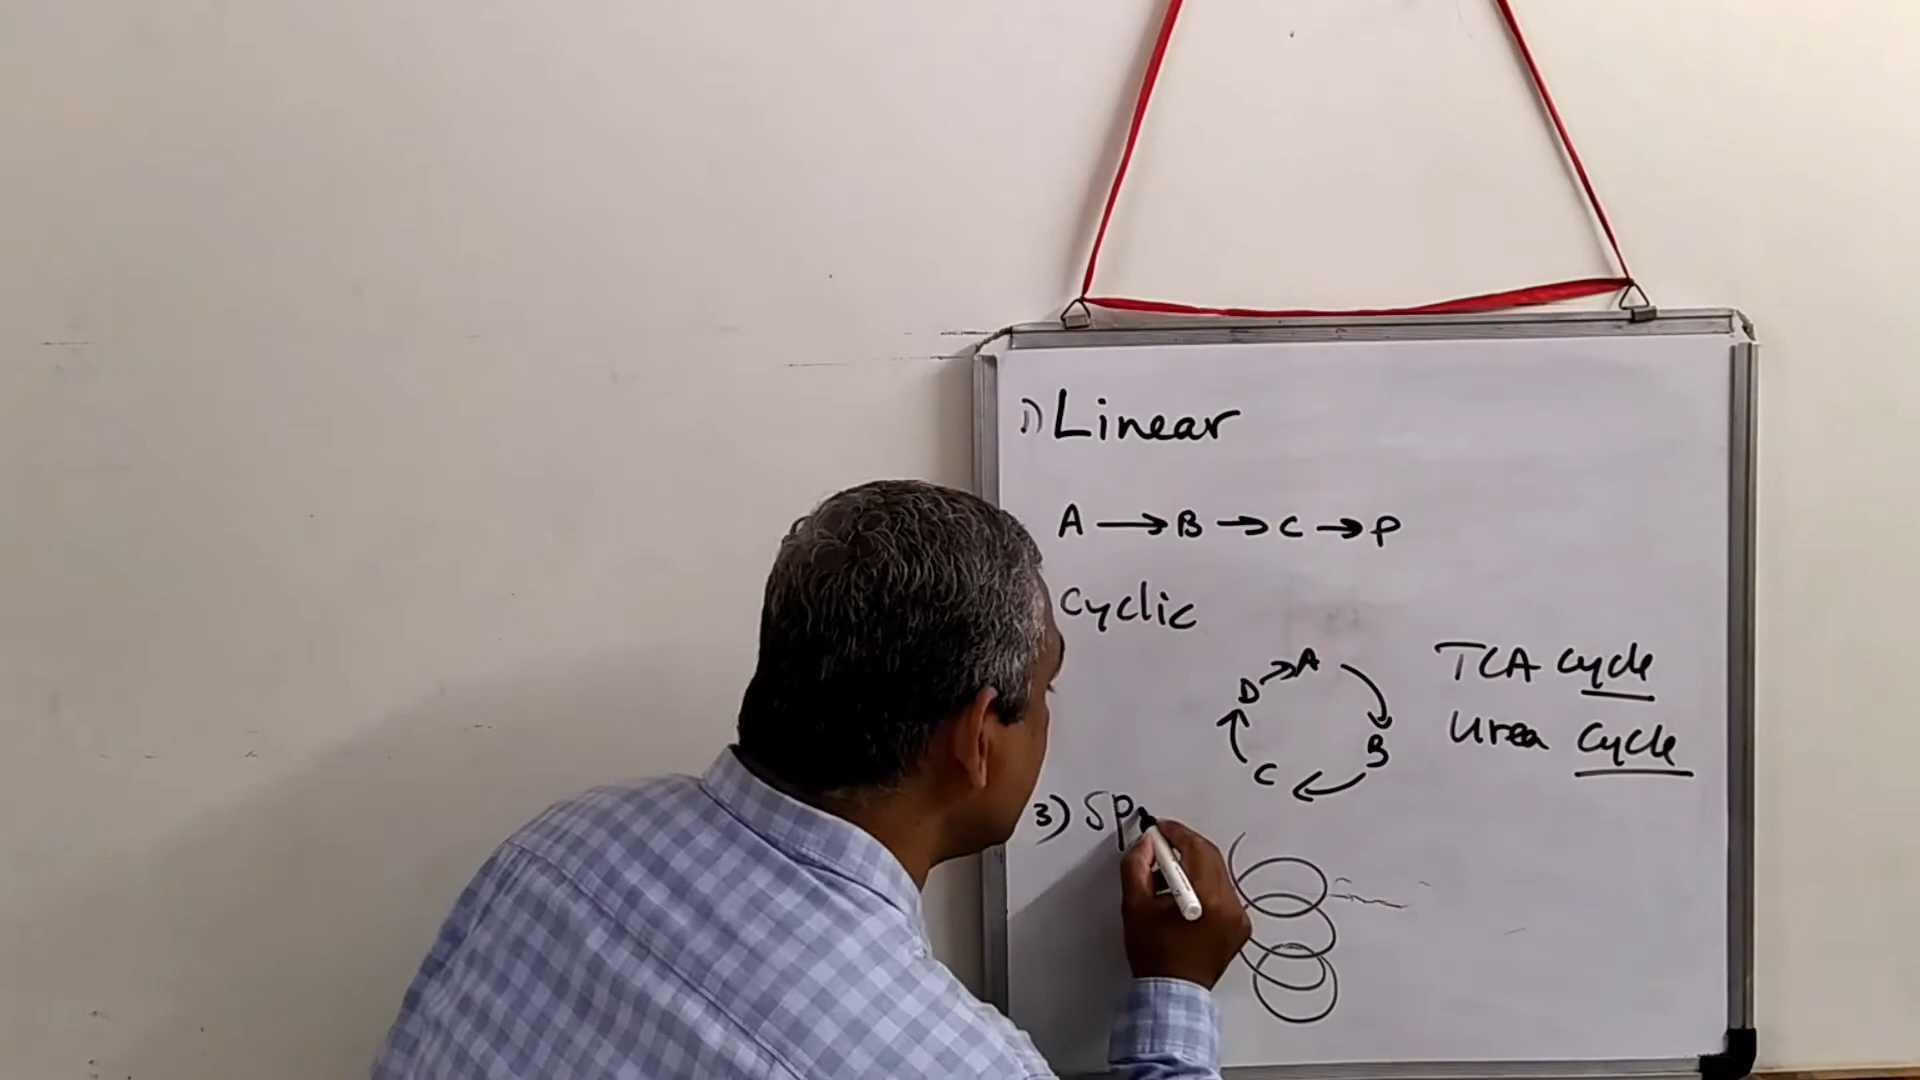 1) Linear
A → B → C → P
Cyclic
A
D
B
C
TCA cycle
Urea cycle
3) Sp